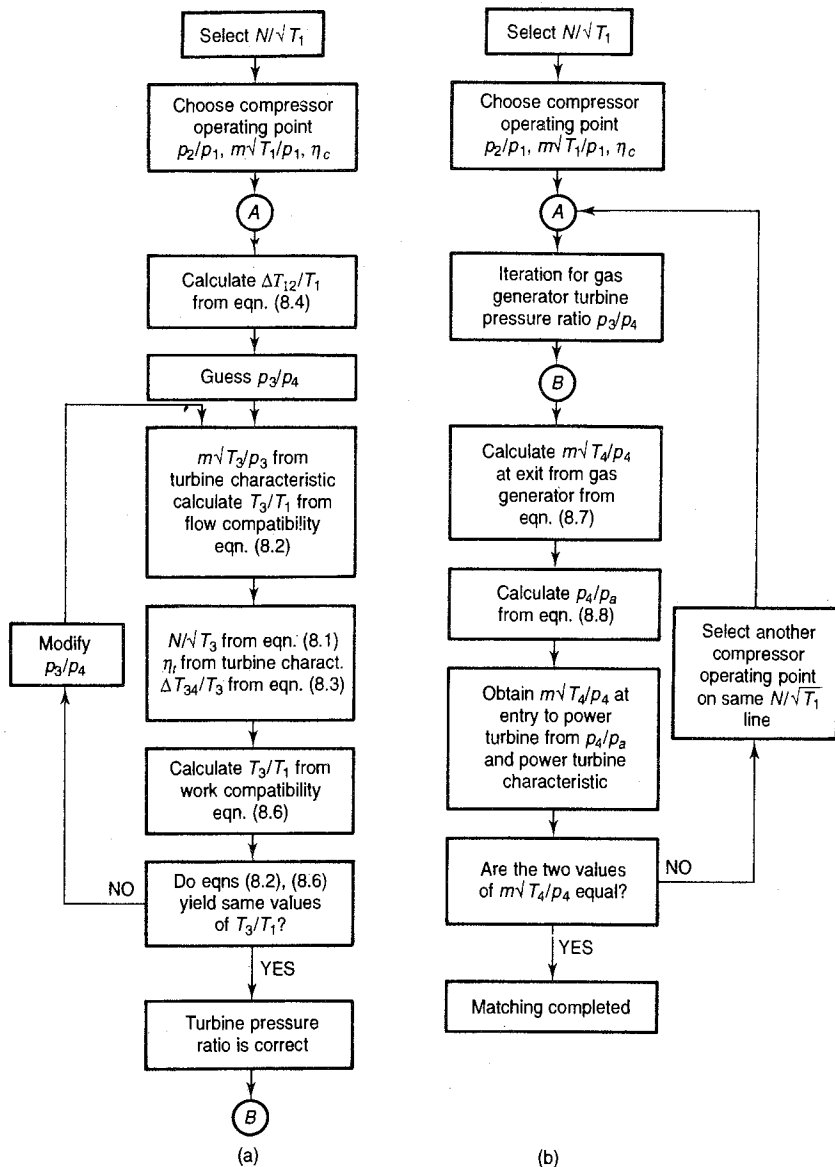 Select N/√T₁
Choose compressor
operating point
p₂/p₁, m√T₁/p₁, η_c
A
Calculate ΔT₁₂/T₁
from eqn. (8.4)
Guess p₃/p₄
m√T₃/p₃ from
turbine characteristic
calculate T₃/T₁ from
flow compatibility
eqn. (8.2)
Modify
p₃/p₄
N/√T₃ from eqn. (8.1)
η_t from turbine charact.
ΔT₃₄/T₃ from eqn. (8.3)
Calculate T₃/T₁ from
work compatibility
eqn. (8.6)
NO
Do eqns (8.2), (8.6)
yield same values
of T₃/T₁?
YES
Turbine pressure
ratio is correct
B
(a)
Select N/√T₁
Choose compressor
operating point
p₂/p₁, m√T₁/p₁, η_c
A
Iteration for gas
generator turbine
pressure ratio p₃/p₄
B
Calculate m√T₄/p₄
at exit from gas
generator from
eqn. (8.7)
Calculate p₄/pₐ
from eqn. (8.8)
Select another
compressor
operating point
on same N/√T₁
line
Obtain m√T₄/p₄ at
entry to power
turbine from p₄/pₐ
and power turbine
characteristic
Are the two values
of m√T₄/p₄ equal?
NO
YES
Matching completed
(b)